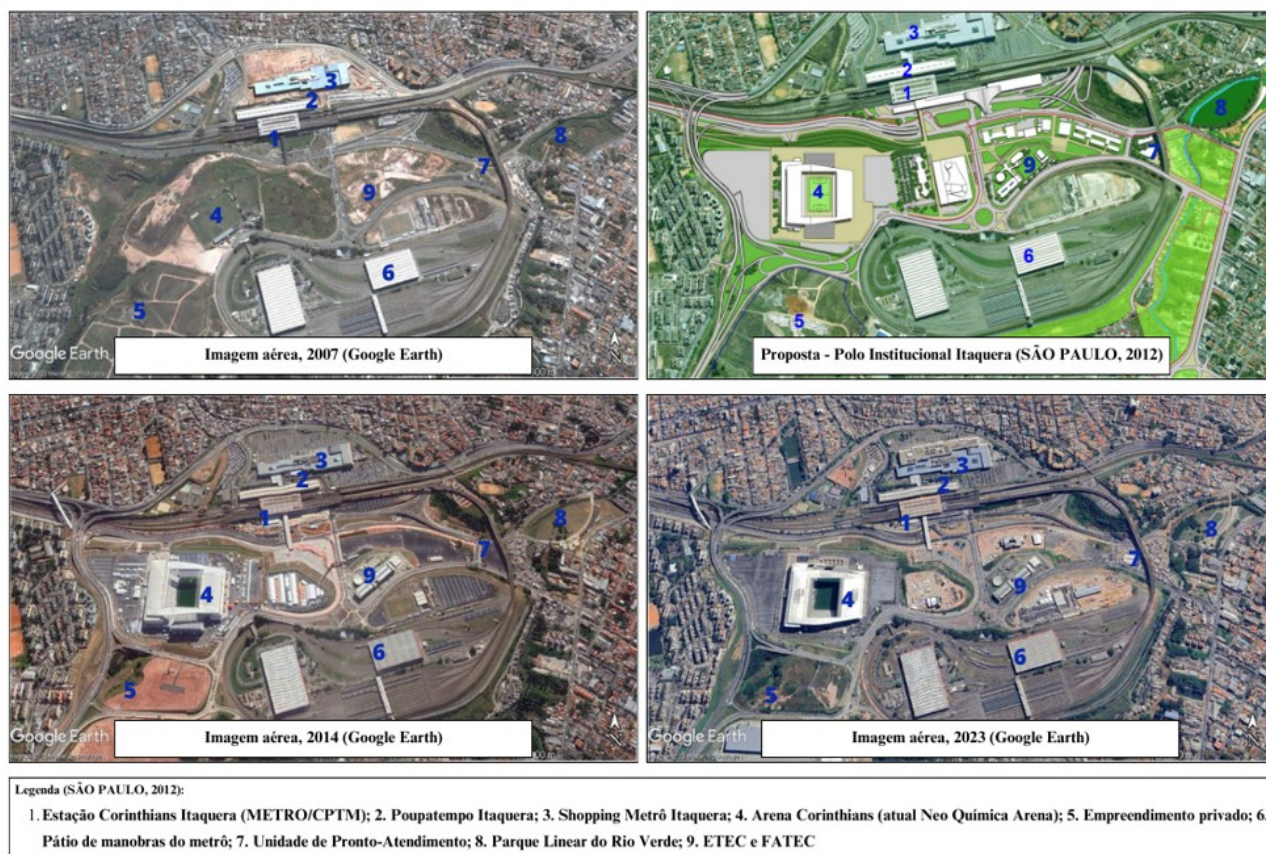 3
2
1
8
7
9
4
6
5
Google Earth
Imagem aérea, 2007 (Google Earth)
N
3
2
1
8
7
9
4
6
5
Proposta - Polo Institucional Itaquera (SÃO PAULO, 2012)
3
2
1
8
7
9
4
6
5
Google Earth
Imagem aérea, 2014 (Google Earth)
N
3
2
1
8
7
9
4
6
5
Google Earth
Imagem aérea, 2023 (Google Earth)
N
Legenda (SÃO PAULO, 2012):
1. Estação Corinthians Itaquera (METRO/CPTM); 2. Poupatempo Itaquera; 3. Shopping Metrô Itaquera; 4. Arena Corinthians (atual Neo Química Arena); 5. Empreendimento privado; 6.
Pátio de manobras do metrô; 7. Unidade de Pronto-Atendimento; 8. Parque Linear do Rio Verde; 9. ETEC e FATEC